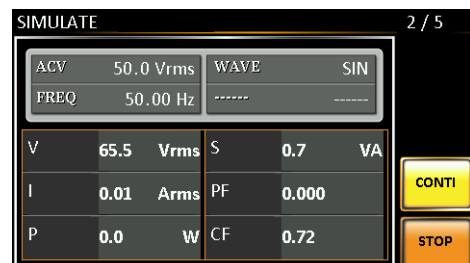 SIMULATE 2 / 5
ACV 50.0 Vrms WAVE SIN
FREQ 50.00 Hz ------ ------
V 65.5 Vrms S 0.7 VA
I 0.01 Arms PF 0.000
P 0.0 W CF 0.72
CONTI
STOP